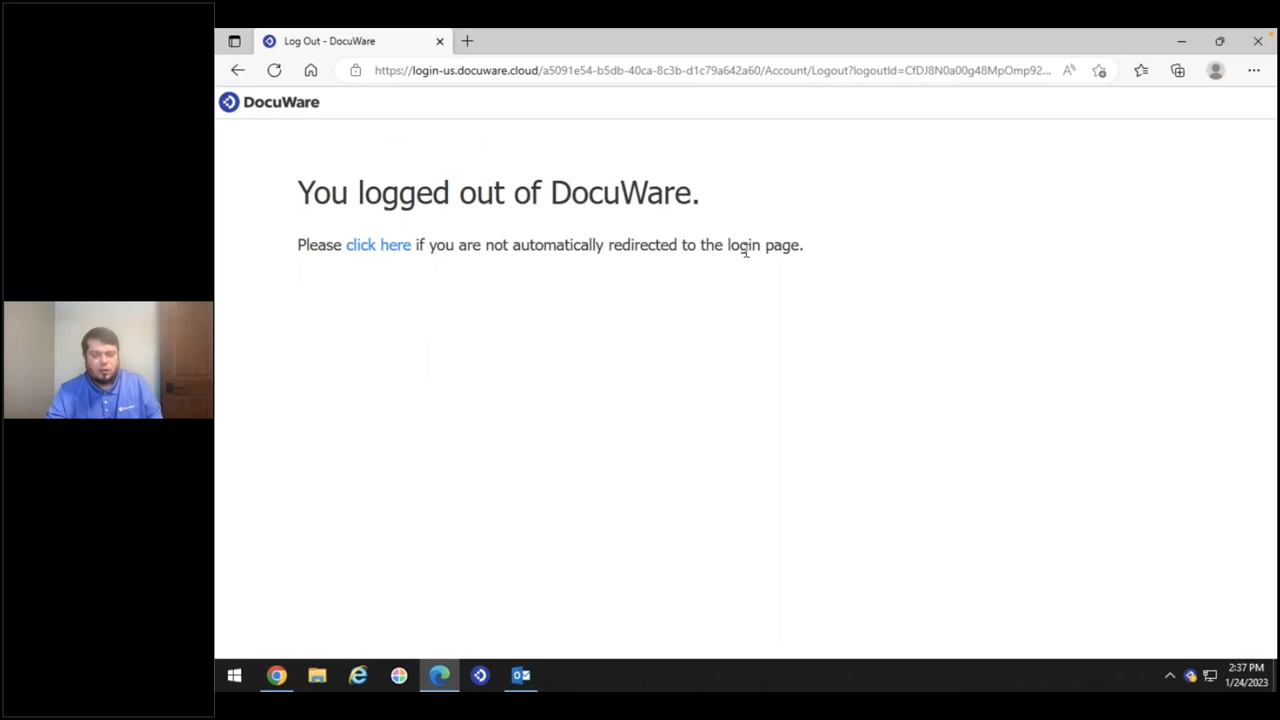 Log Out - DocuWare
https://login-us.docuware.cloud/a5091e54-b5db-40ca-8c3b-d1c79a642a60/Account/Logout?logoutId=CfDJ8N0a00g48MpOmp92...
DocuWare
You logged out of DocuWare.
Please click here if you are not automatically redirected to the login page.
2:37 PM
1/24/2023